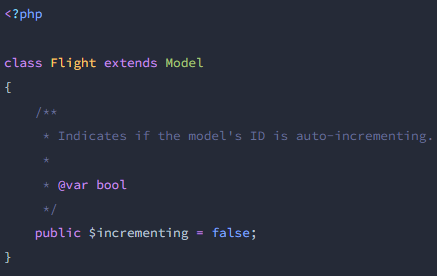 <?php
class Flight extends Model
{
/**
* Indicates if the model's ID is auto-incrementing.
*
* @var bool
*/
public $incrementing = false;
}